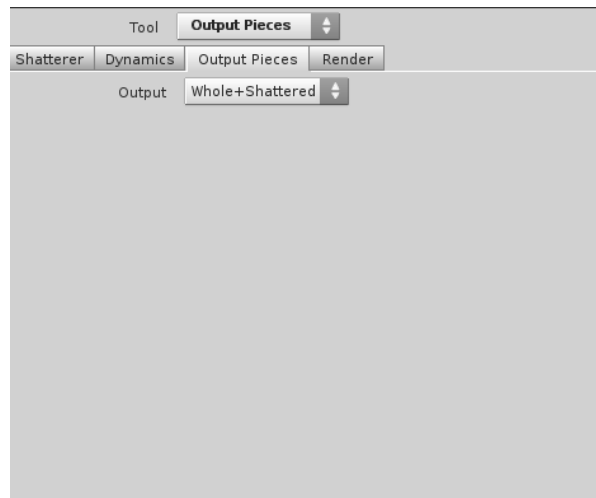 Tool Output Pieces
Shatterer Dynamics Output Pieces Render
Output Whole+Shattered